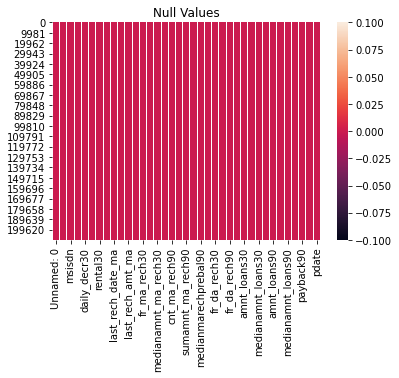 Null Values
0
9981
19962
29943
39924
49905
59886
69867
79848
89829
99810
109791
119772
129753
139734
149715
159696
169677
179658
189639
199620
0.100
0.075
0.050
0.025
0.000
−0.025
−0.050
−0.075
−0.100
Unnamed: 0
msisdn
daily_decr30
rental30
last_rech_date_ma
last_rech_amt_ma
fr_ma_rech30
medianamnt_ma_rech30
cnt_ma_rech90
sumamnt_ma_rech90
medianmarechprebal90
fr_da_rech30
fr_da_rech90
amnt_loans30
medianamnt_loans30
amnt_loans90
medianamnt_loans90
payback90
pdate